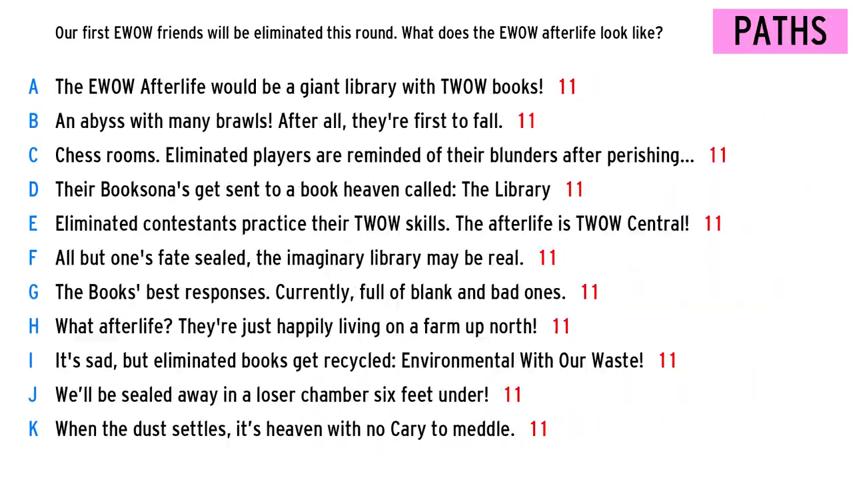 Our first EWOW friends will be eliminated this round. What does the EWOW afterlife look like?
PATHS
A The EWOW Afterlife would be a giant library with TWOW books! 11
B An abyss with many brawls! After all, they're first to fall. 11
C Chess rooms. Eliminated players are reminded of their blunders after perishing... 11
D Their Booksona's get sent to a book heaven called: The Library 11
E Eliminated contestants practice their TWOW skills. The afterlife is TWOW Central! 11
F All but one's fate sealed, the imaginary library may be real. 11
G The Books' best responses. Currently, full of blank and bad ones. 11
H What afterlife? They're just happily living on a farm up north! 11
I It's sad, but eliminated books get recycled: Environmental With Our Waste! 11
J We’ll be sealed away in a loser chamber six feet under! 11
K When the dust settles, it’s heaven with no Cary to meddle. 11